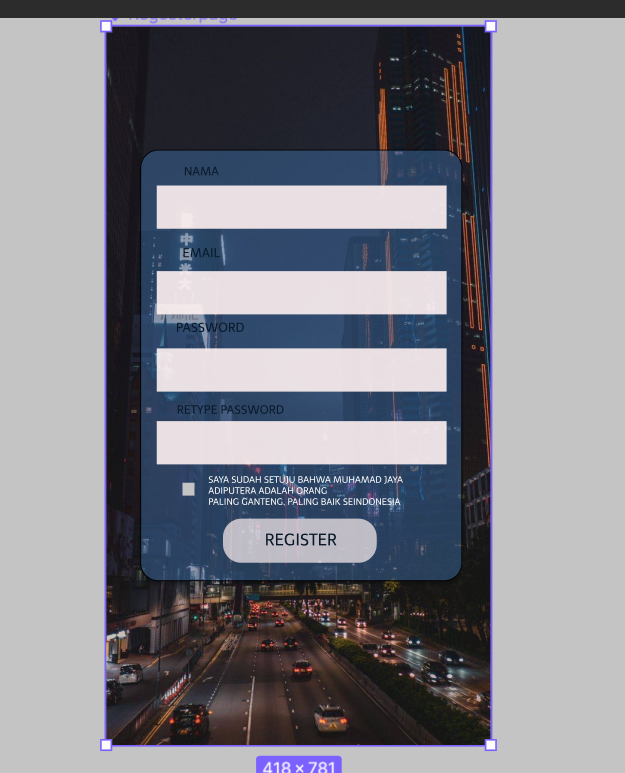 Regesterpage
NAMA
EMAIL
PASSWORD
RETYPE PASSWORD
SAYA SUDAH SETUJU BAHWA MUHAMAD JAYA
ADIPUTERA ADALAH ORANG
PALING GANTENG, PALING BAIK SEINDONESIA
REGISTER
418 × 781